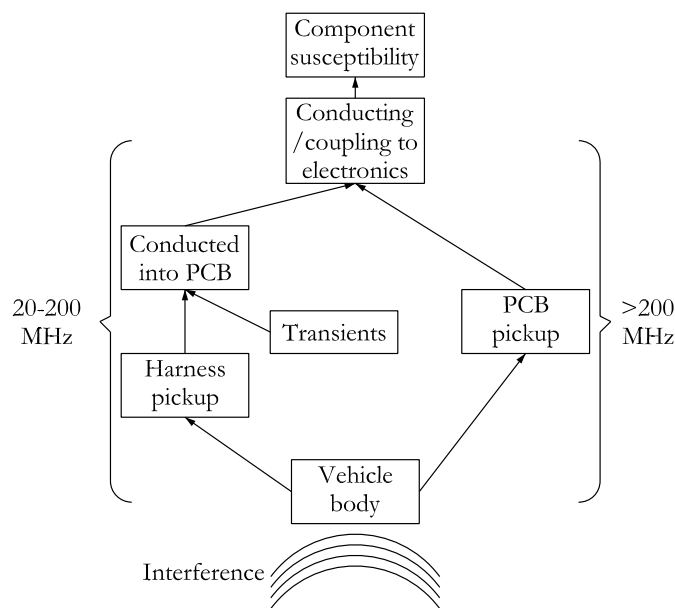 Component
susceptibility
Conducting
/coupling to
electronics
Conducted
into PCB
20-200
MHz
Transients
PCB
pickup
>200
MHz
Harness
pickup
Vehicle
body
Interference